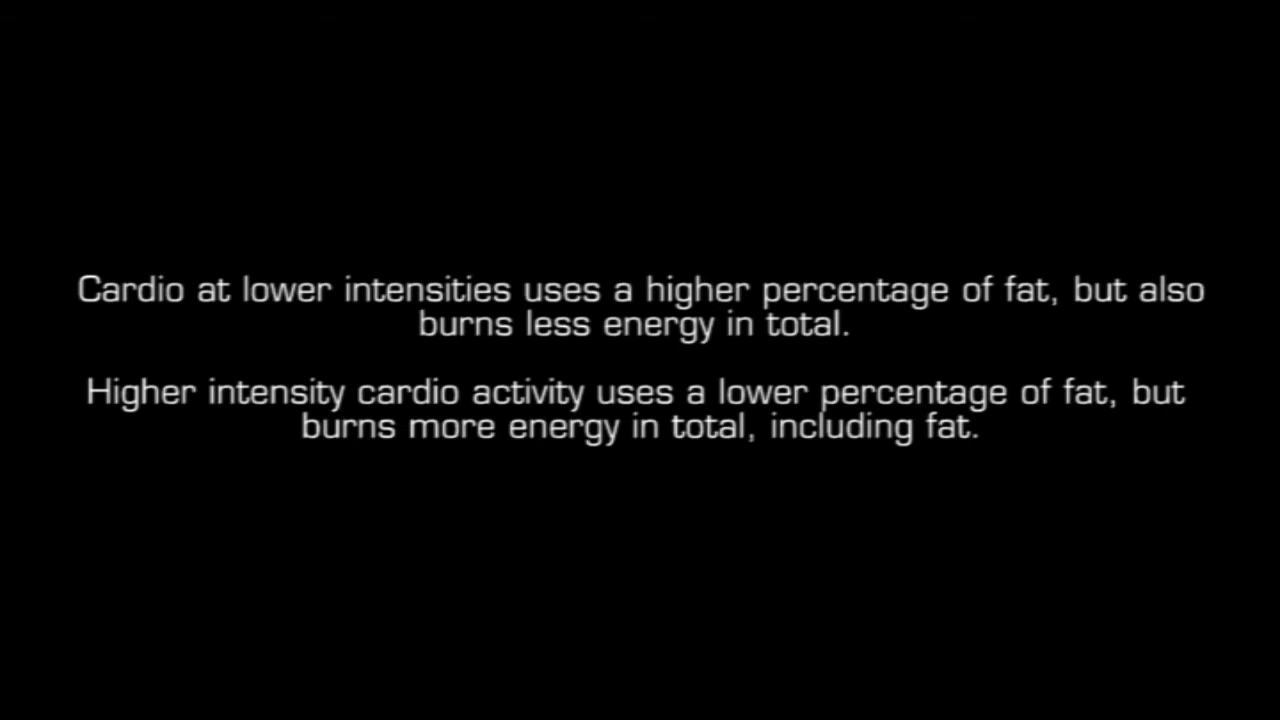 Cardio at lower intensities uses a higher percentage of fat, but also
burns less energy in total.
Higher intensity cardio activity uses a lower percentage of fat, but
burns more energy in total, including fat.